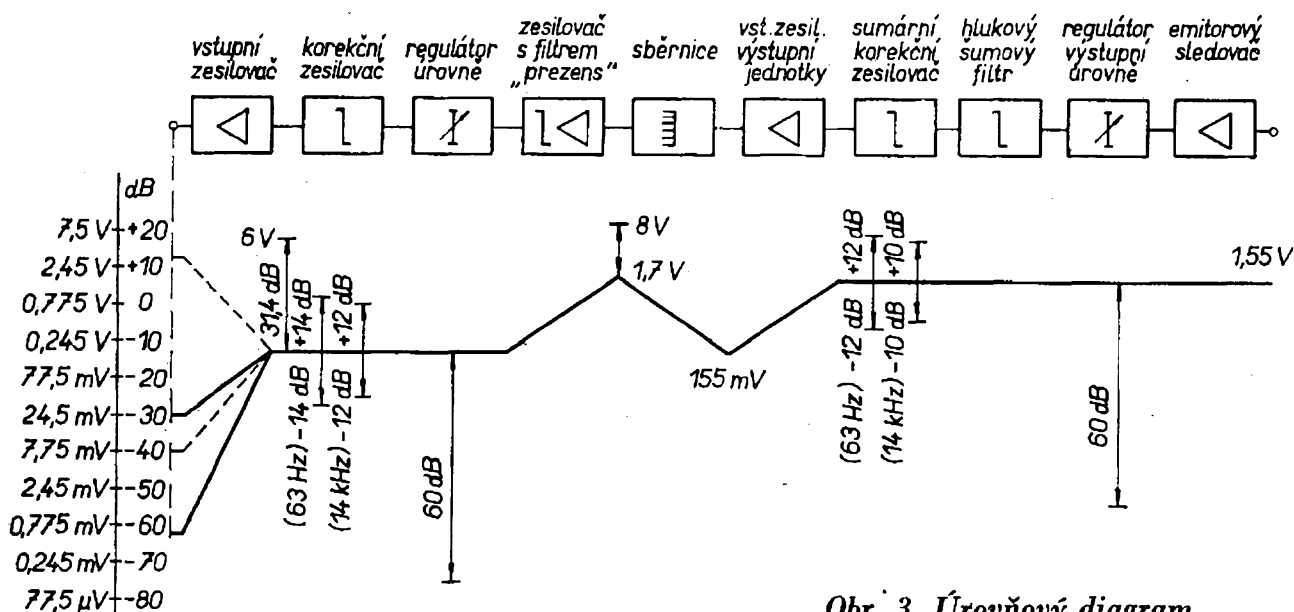 vstupní
zesilovač
korekční
zesilovač
regulátor
úrovně
zesilovač
s filtrem
„prezens"
sběrnice
vst. zesil.
výstupní
jednotky
sumární
korekční
zesilovač
hlukový
šumový
filtr
regulátor
výstupní
úrovně
emitorový
sledovač
dB
7,5 V +20
2,45 V +10
0,775 V 0
0,245 V -10
77,5 mV -20
24,5 mV -30
7,75 mV -40
2,45 mV -50
0,775 mV -60
0,245 mV -70
77,5 µV -80
6 V
31,4 dB
(63 Hz) -14 dB +14 dB
(14 kHz) -12 dB +12 dB
60 dB
8 V
1,7 V
155 mV
(63 Hz) -12 dB +12 dB
(14 kHz) -10 dB +10 dB
60 dB
1,55 V
Obr. 3. Úrovňový diagram